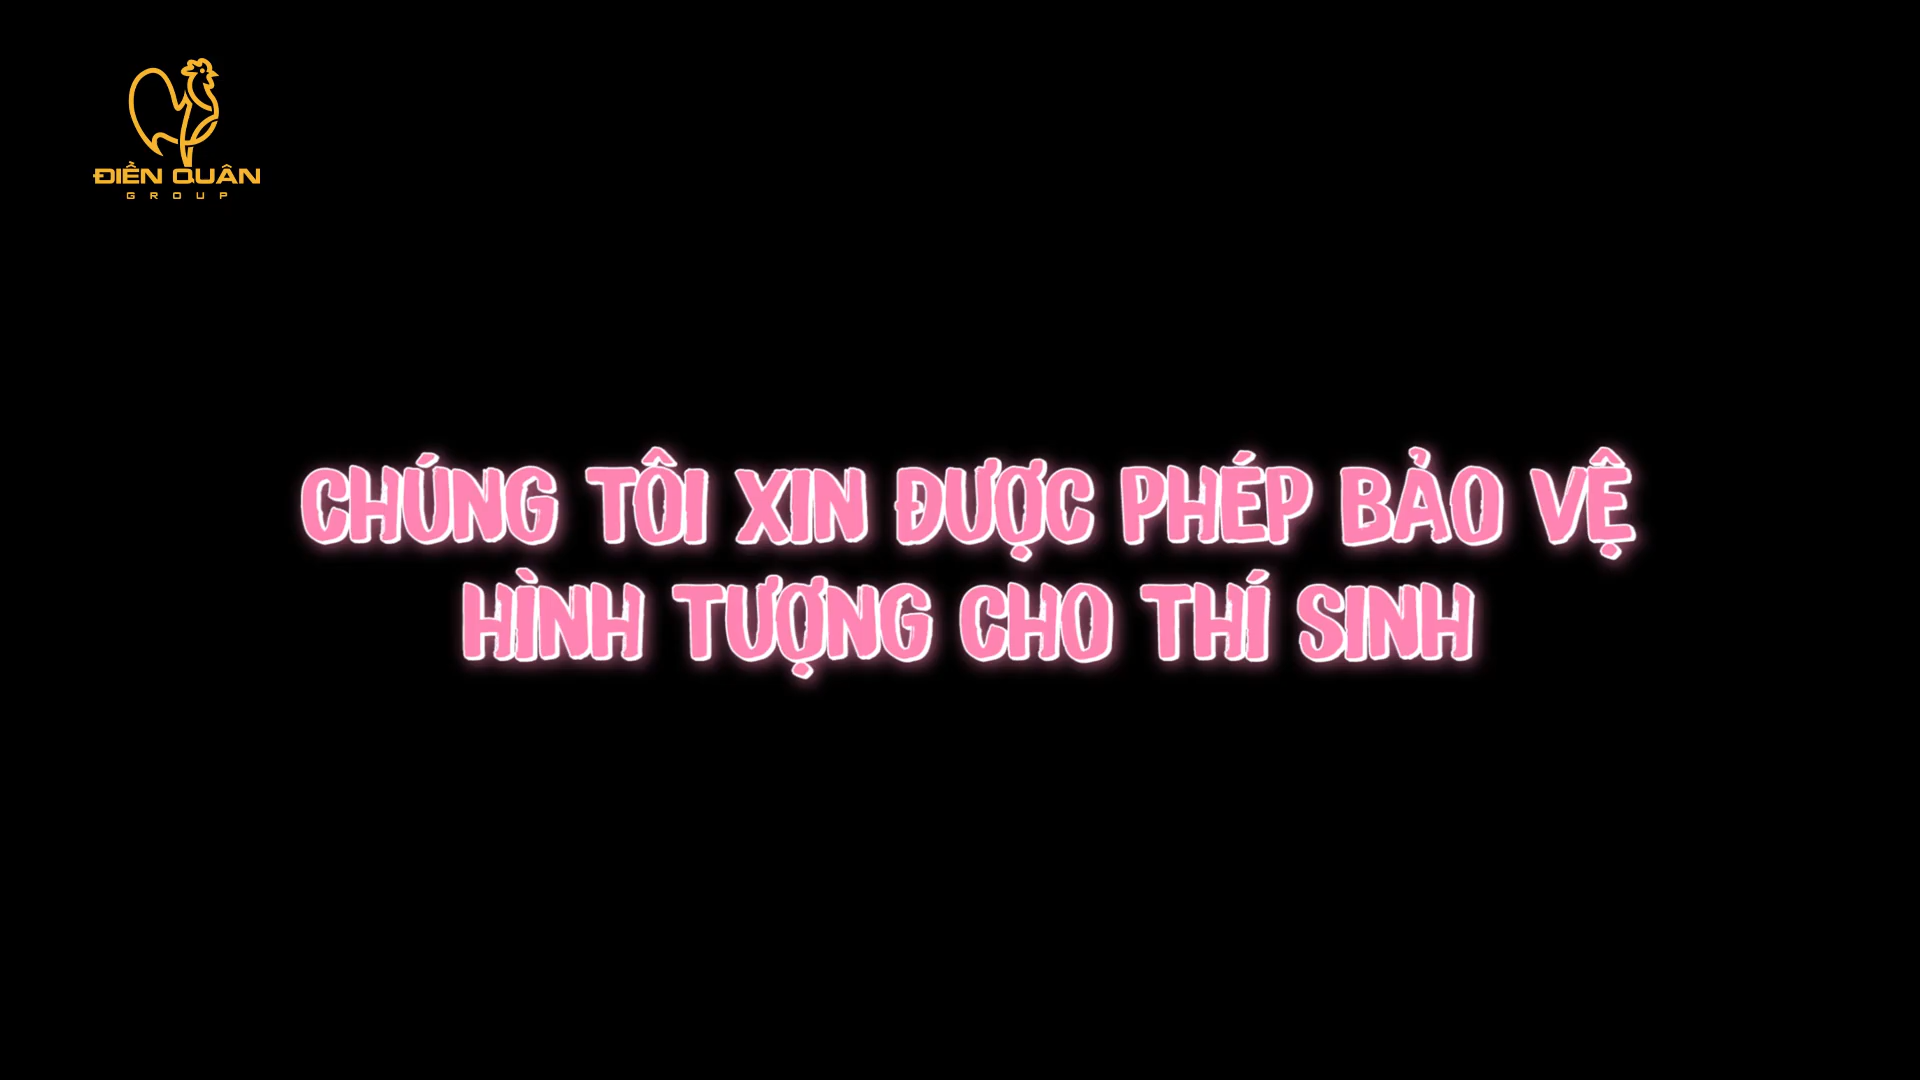 ĐIỀN QUÂN
GROUP
CHÚNG TÔI XIN ĐƯỢC PHÉP BẢO VỆ
HÌNH TƯỢNG CHO THÍ SINH